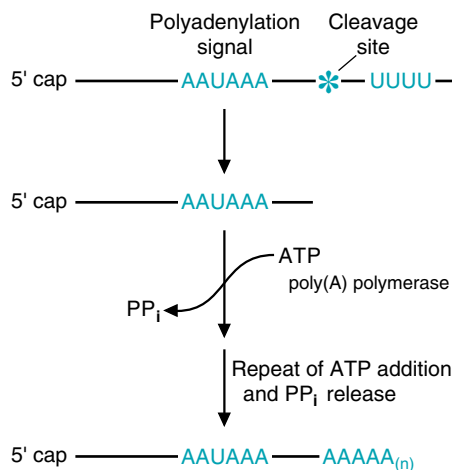 Polyadenylation
signal
Cleavage
site
5' cap AAUAAA * UUUU
5' cap AAUAAA
ATP
poly(A) polymerase
PPi
Repeat of ATP addition
and PPi release
5' cap AAUAAA AAAAA(n)